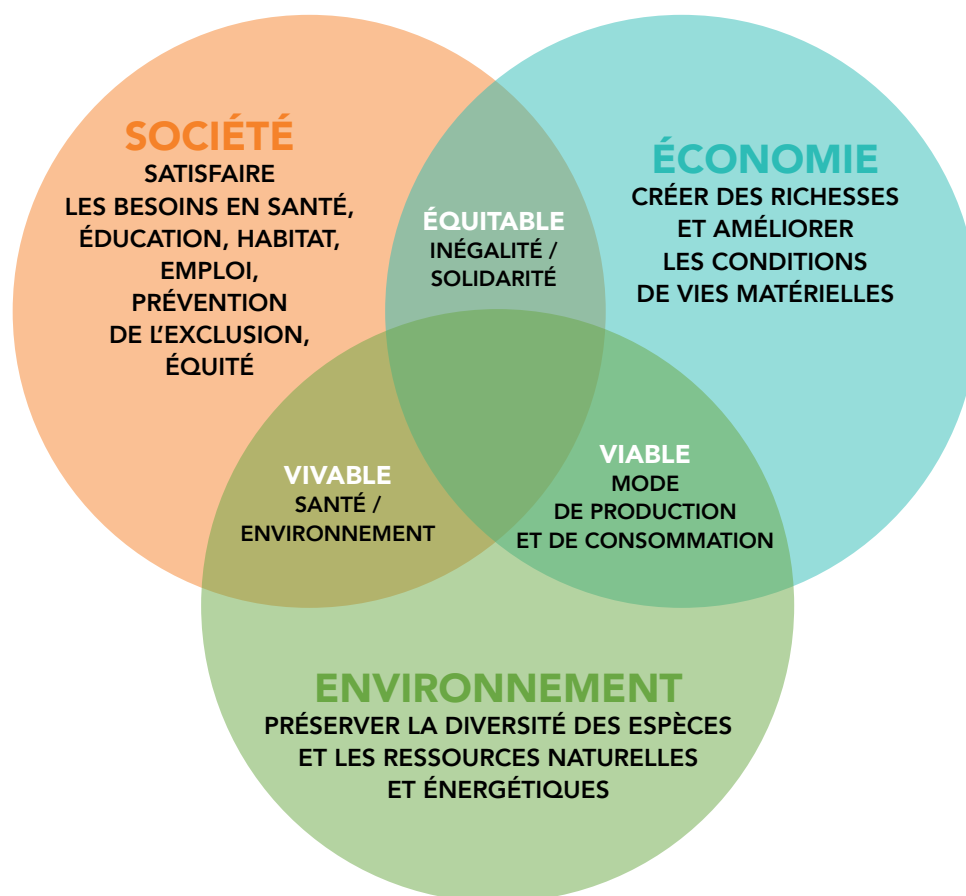 SOCIÉTÉ
SATISFAIRE
LES BESOINS EN SANTÉ,
ÉDUCATION, HABITAT,
EMPLOI,
PRÉVENTION
DE L’EXCLUSION,
ÉQUITÉ
ÉQUITABLE
INÉGALITÉ /
SOLIDARITÉ
ÉCONOMIE
CRÉER DES RICHESSES
ET AMÉLIORER
LES CONDITIONS
DE VIES MATÉRIELLES
VIVABLE
SANTÉ /
ENVIRONNEMENT
VIABLE
MODE
DE PRODUCTION
ET DE CONSOMMATION
ENVIRONNEMENT
PRÉSERVER LA DIVERSITÉ DES ESPÈCES
ET LES RESSOURCES NATURELLES
ET ÉNERGÉTIQUES